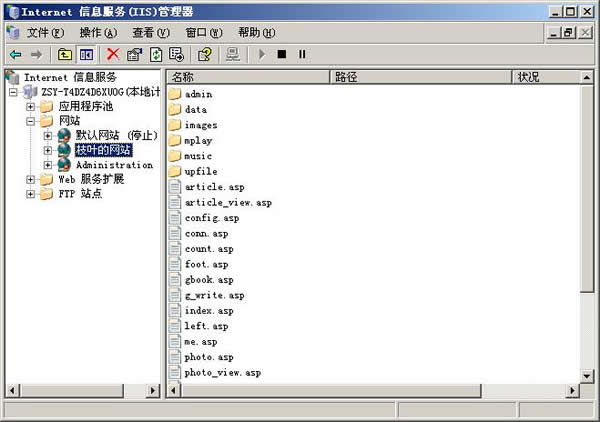 Internet 信息服务(IIS)管理器
文件(F) 操作(A) 查看(V) 窗口(W) 帮助(H)
Internet 信息服务
ZSY-T4DZ4D6XUOG(本地计
应用程序池
网站
默认网站 (停止)
枝叶的网站
Administration
Web 服务扩展
FTP 站点
名称 路径 状况
admin
data
images
mplay
music
upfile
article.asp
article_view.asp
config.asp
conn.asp
count.asp
foot.asp
gbook.asp
g_write.asp
index.asp
left.asp
me.asp
photo.asp
photo_view.asp